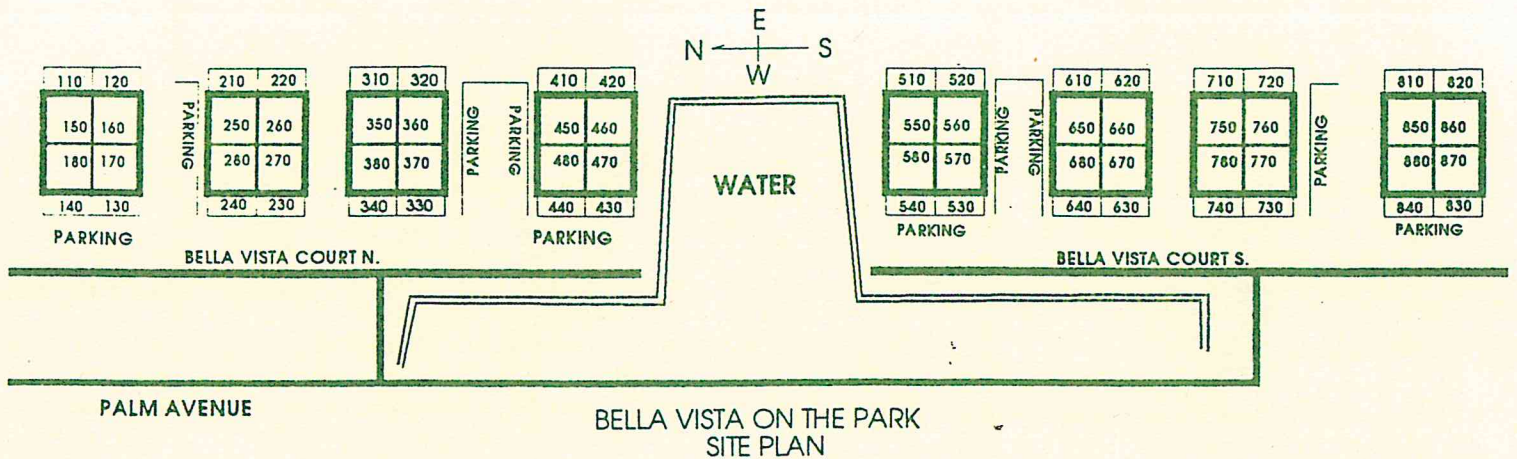 E
N S
W
110 120 210 220 310 320 410 420 510 520 610 620 710 720 810 820
150 160 250 260 350 360 450 460 550 560 650 660 750 760 850 860
180 170 280 270 380 370 480 470 580 570 680 670 780 770 880 870
140 130 240 230 340 330 440 430 540 530 640 630 740 730 840 830
PARKING
PARKING
PARKING
PARKING
PARKING
PARKING
WATER
PARKING PARKING PARKING PARKING
BELLA VISTA COURT N. BELLA VISTA COURT S.
PALM AVENUE
BELLA VISTA ON THE PARK
SITE PLAN